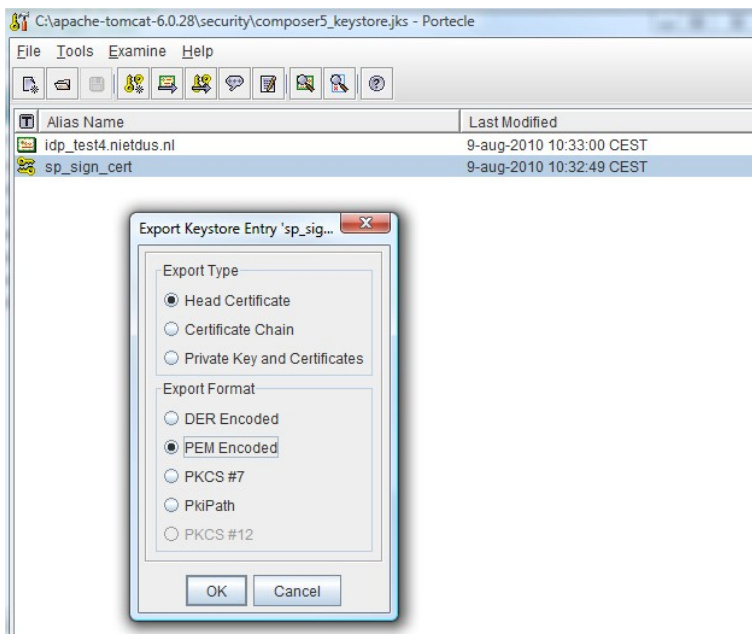 C:\apache-tomcat-6.0.28\security\composer5_keystore.jks - Portecle
File Tools Examine Help
T Alias Name Last Modified
idp_test4.nietdus.nl 9-aug-2010 10:33:00 CEST
sp_sign_cert 9-aug-2010 10:32:49 CEST
Export Keystore Entry 'sp_sig...
Export Type
Head Certificate
Certificate Chain
Private Key and Certificates
Export Format
DER Encoded
PEM Encoded
PKCS #7
PkiPath
PKCS #12
OK Cancel